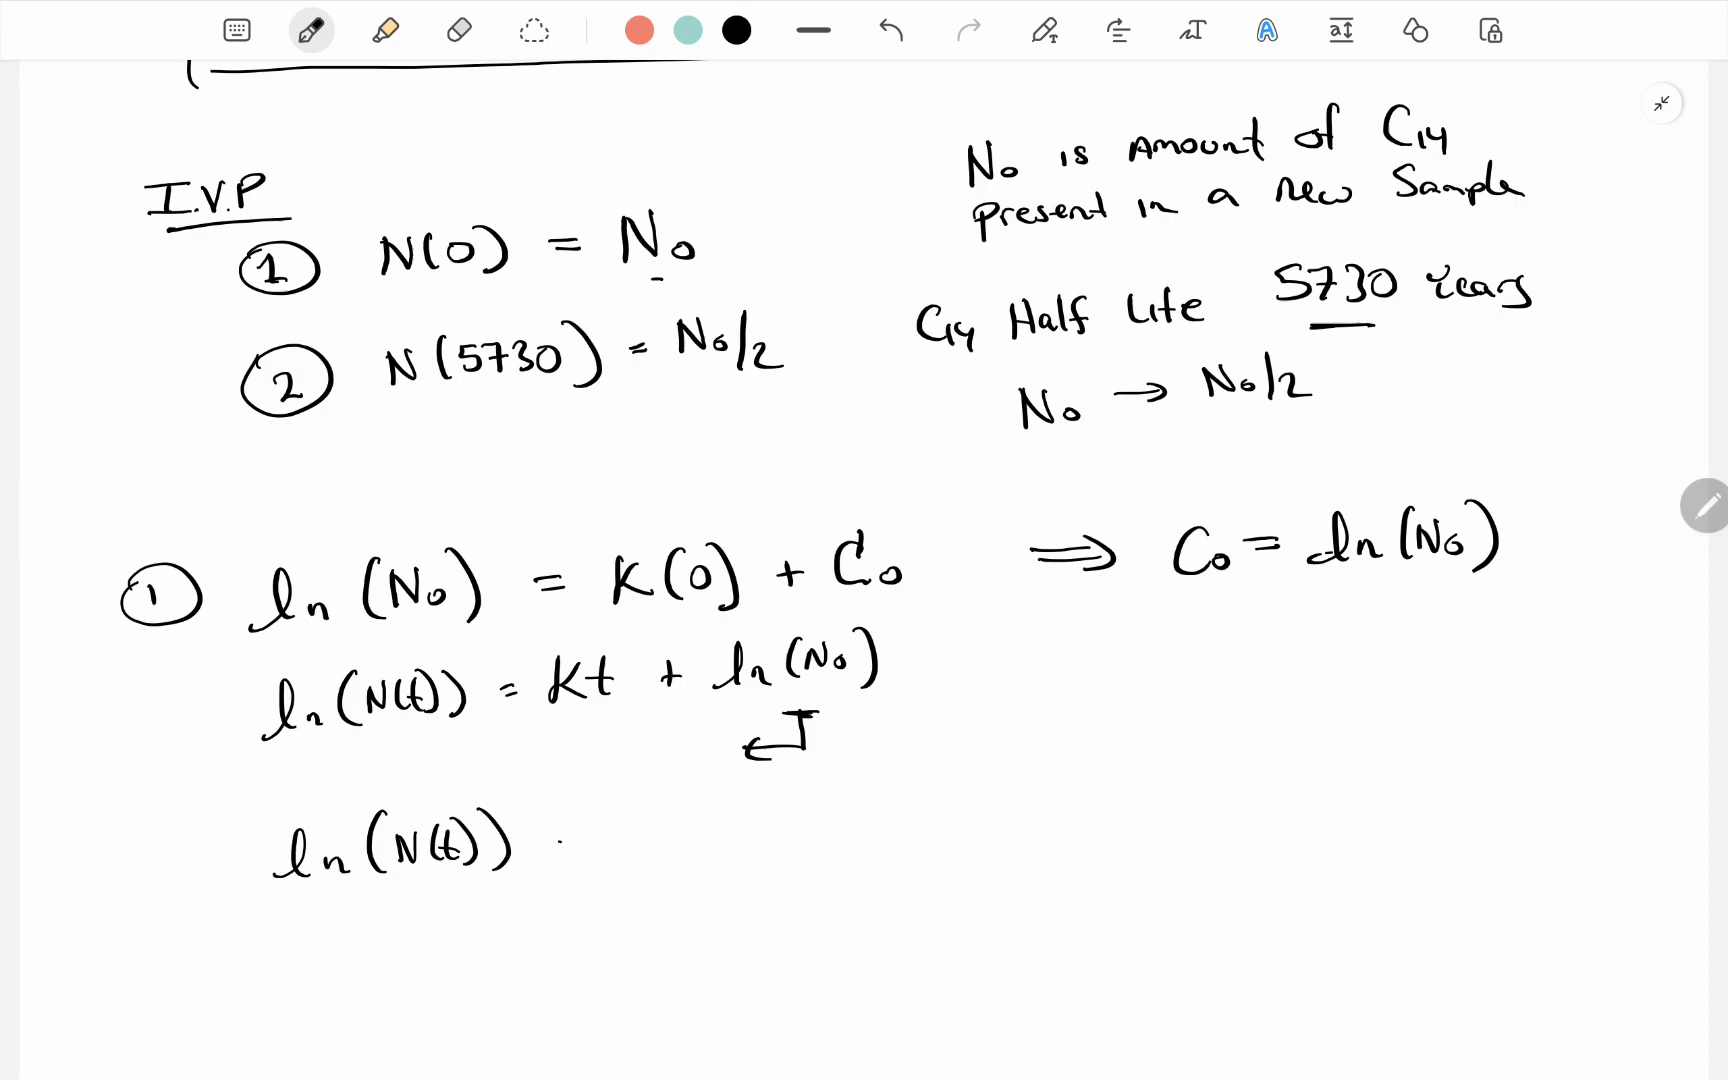 I.V.P
① N(0) = N₀
② N(5730) = N₀/2
N₀ is Amount of C₁₄
Present in a new Sample
C₁₄ Half Life 5730 Years
N₀ → N₀/2
① ln(N₀) = K(0) + C₀ ⟹ C₀ = ln(N₀)
ln(N(t)) = Kt + ln(N₀)
ln(N(t))